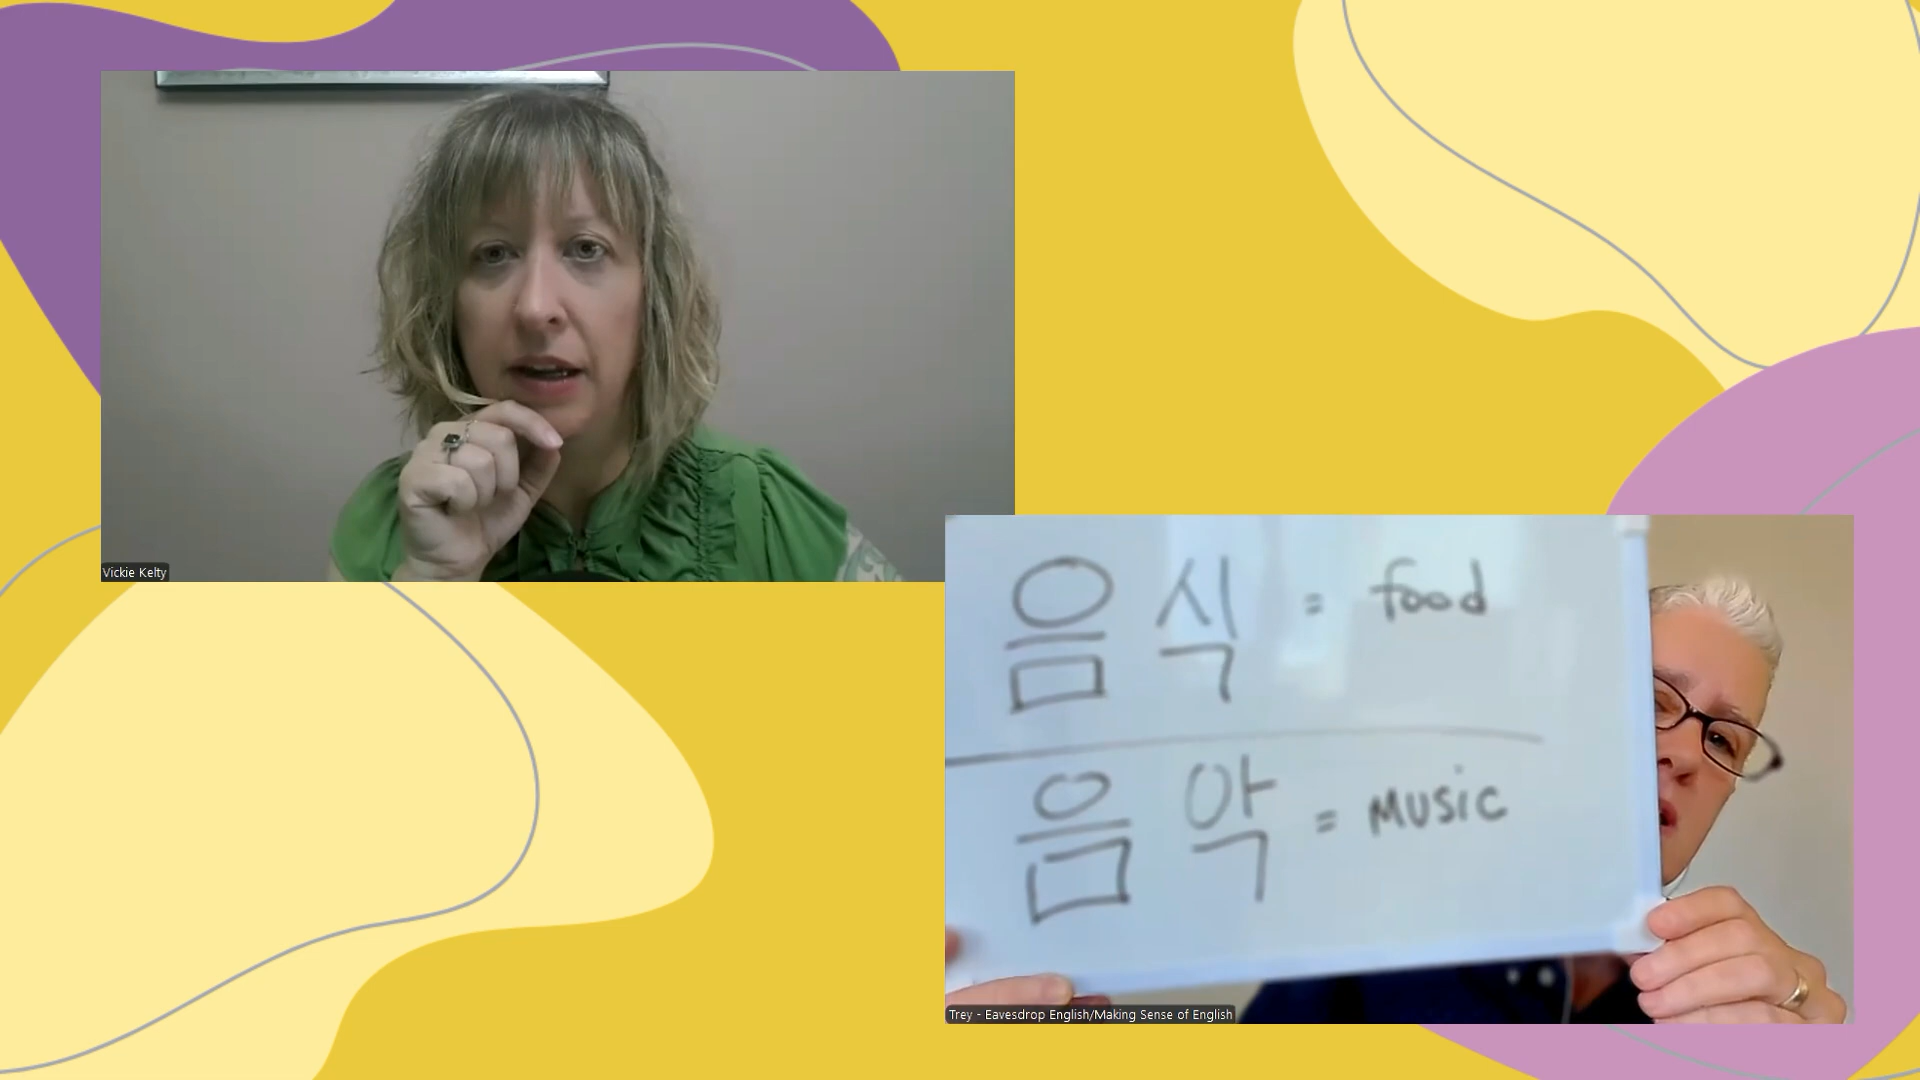 Vickie Kelty
음식 = food
음악 = MUSIC
Trey - Eavesdrop English/Making Sense of English